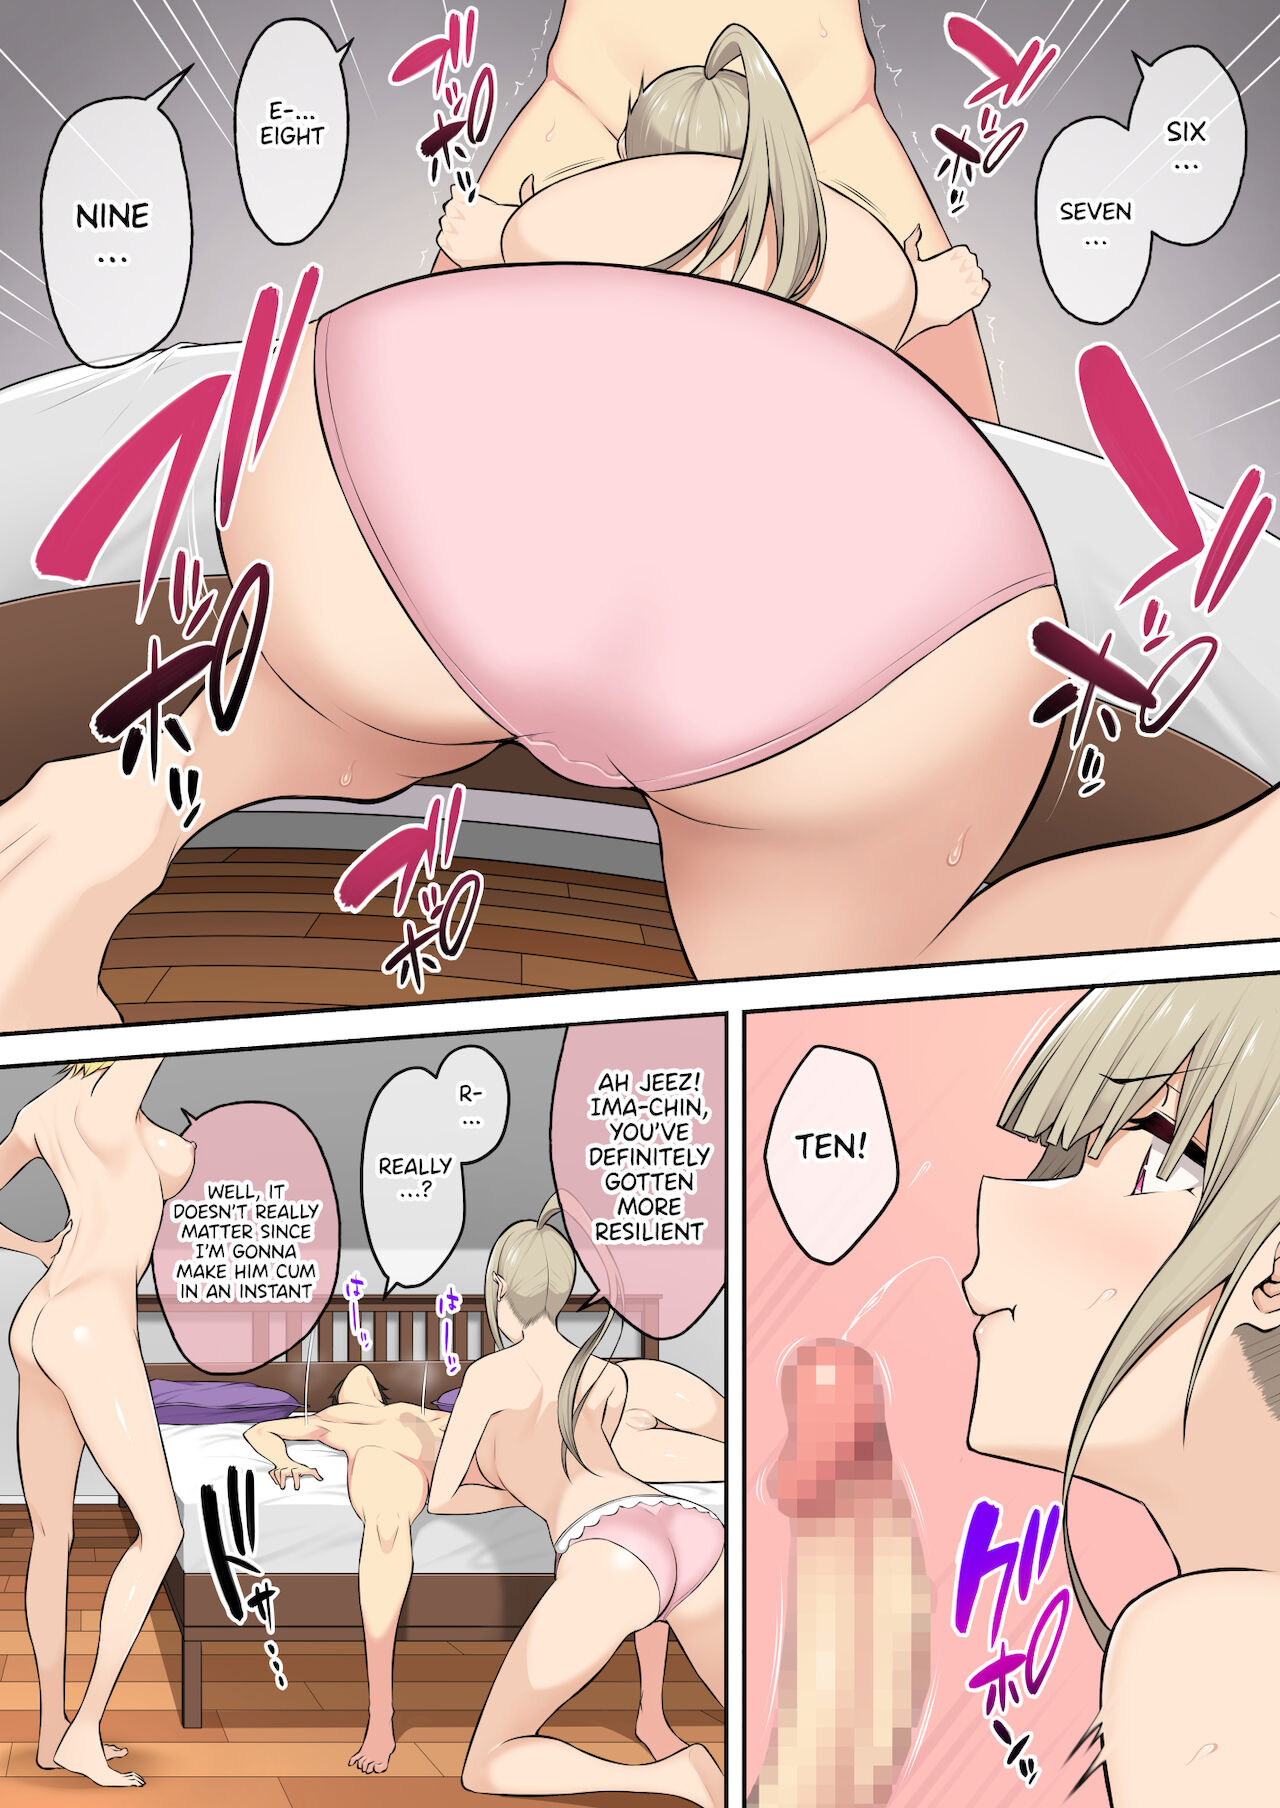 SIX
...
SEVEN
...
E-...
EIGHT
NINE
...
ズッポッ
ズッポッ
ズッポッ
ズッポッ
ズッポッ
TEN!
グポォーッ
AH JEEZ!
IMA-CHIN,
YOU'VE
DEFINITELY
GOTTEN
MORE
RESILIENT
R-
...
REALLY
...?
WELL, IT
DOESN'T REALLY
MATTER SINCE
I'M GONNA
MAKE HIM CUM
IN AN INSTANT
はーっ
はーっ
ドサ...